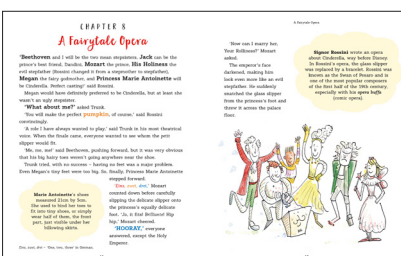 CHAPTER 8
A Fairytale Opera
"Beethoven and I will be the two mean stepsisters, Jack can be the
prince's best friend, Dandini. Mozart the prince, His Holiness the
evil stepfather (Rossini changed it from a stepmother to stepfather),
Megan the fairy godmother, and Princess Marie Antoinette will
be Cinderella. Perfect casting!" said Rossini.
Megan would have definitely preferred to be Cinderella, but at least she
wasn't an ugly stepsister.
"What about me?" asked Trunk.
"You will make the perfect pumpkin, of course," said Rossini
convincingly.
"A role I have always wanted to play," said Trunk in his most theatrical
voice. When the finale came, everyone wanted to see whom the petit
slipper would fit.
"Me, me, me!" said Beethoven, pushing forward, but it was very obvious
that his big hairy toes weren't going anywhere near the shoe.
Trunk tried, with no success – having no feet was a major problem.
Even Megan's tiny feet were too big. So, finally, Princess Marie Antoinette
stepped forward.
"Eins, zwei, drei," Mozart
counted down before carefully
slipping the delicate slipper onto
the princess's equally delicate
foot. "Ja, it fits! Brilliant! Hip
hip," Mozart cheered.
"HOORAY," everyone
answered, except the Holy
Emperor.
Marie Antoinette's shoes
measured 21cm by 5cm.
She used to bind her toes to
fit into tiny shoes, or simply
wear half of them, the front
part, just visible under her
following skirts.
Eins, zwei, drei – 'One, two, three' in German.
A Fairytale Opera
"Now can I marry her,
Your Holiness?" Mozart
asked.
The emperor's face
darkened, making him
look even more like an evil
stepfather. He suddenly
snatched the glass slipper
from the princess's foot and
threw it across the palace
floor.
Signor Rossini wrote an opera
about Cinderella, way before Disney.
In Rossini's opera, the glass slipper
was replaced by a bracelet. Rossini was
known as the Swan of Pesaro and is
one of the most popular composers
of the first half of the 19th century,
especially with his opera buffa
(comic opera).